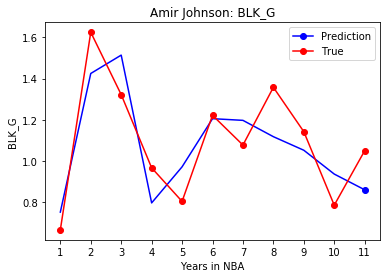 Amir Johnson: BLK_G
Prediction
True
1.6
1.4
1.2
1.0
0.8
BLK_G
1 2 3 4 5 6 7 8 9 10 11
Years in NBA